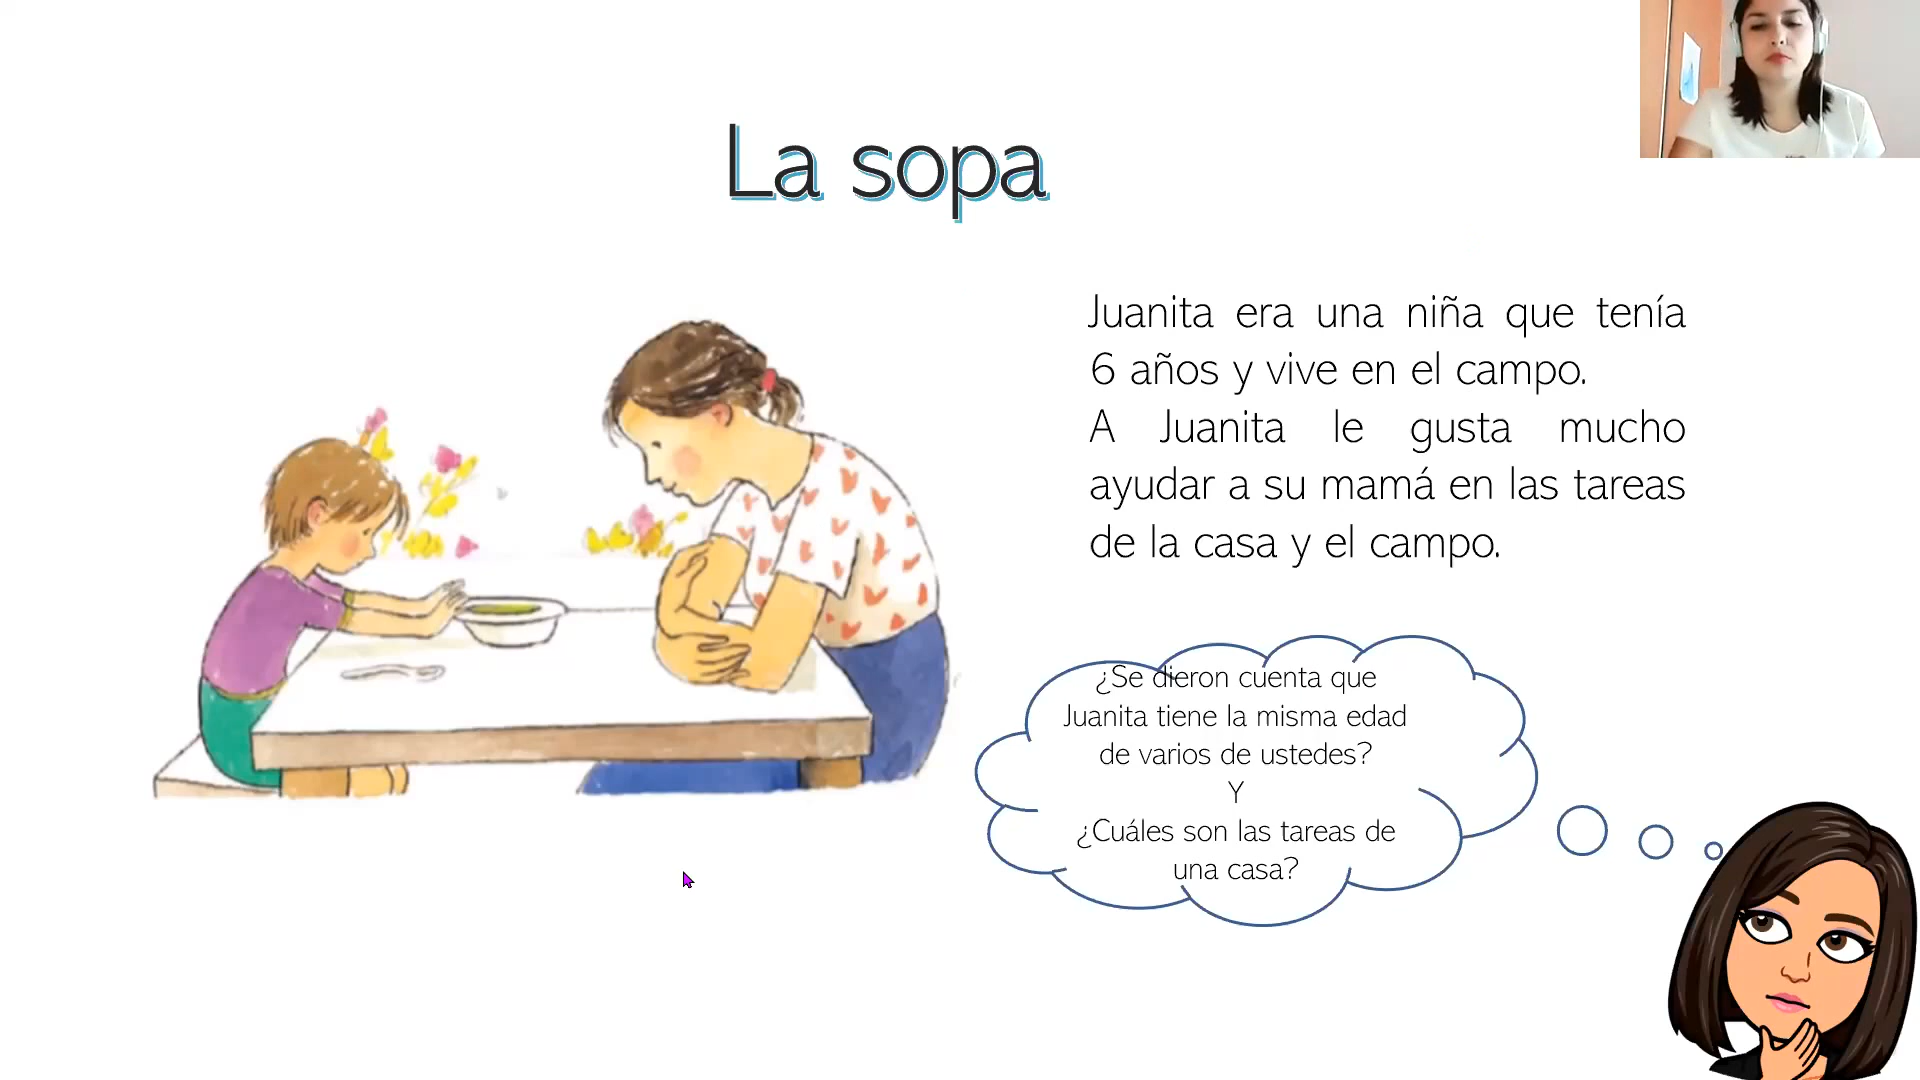 La sopa
Juanita era una niña que tenía
6 años y vive en el campo.
A Juanita le gusta mucho
ayudar a su mamá en las tareas
de la casa y el campo.
¿Se dieron cuenta que
Juanita tiene la misma edad
de varios de ustedes?
Y
¿Cuáles son las tareas de
una casa?